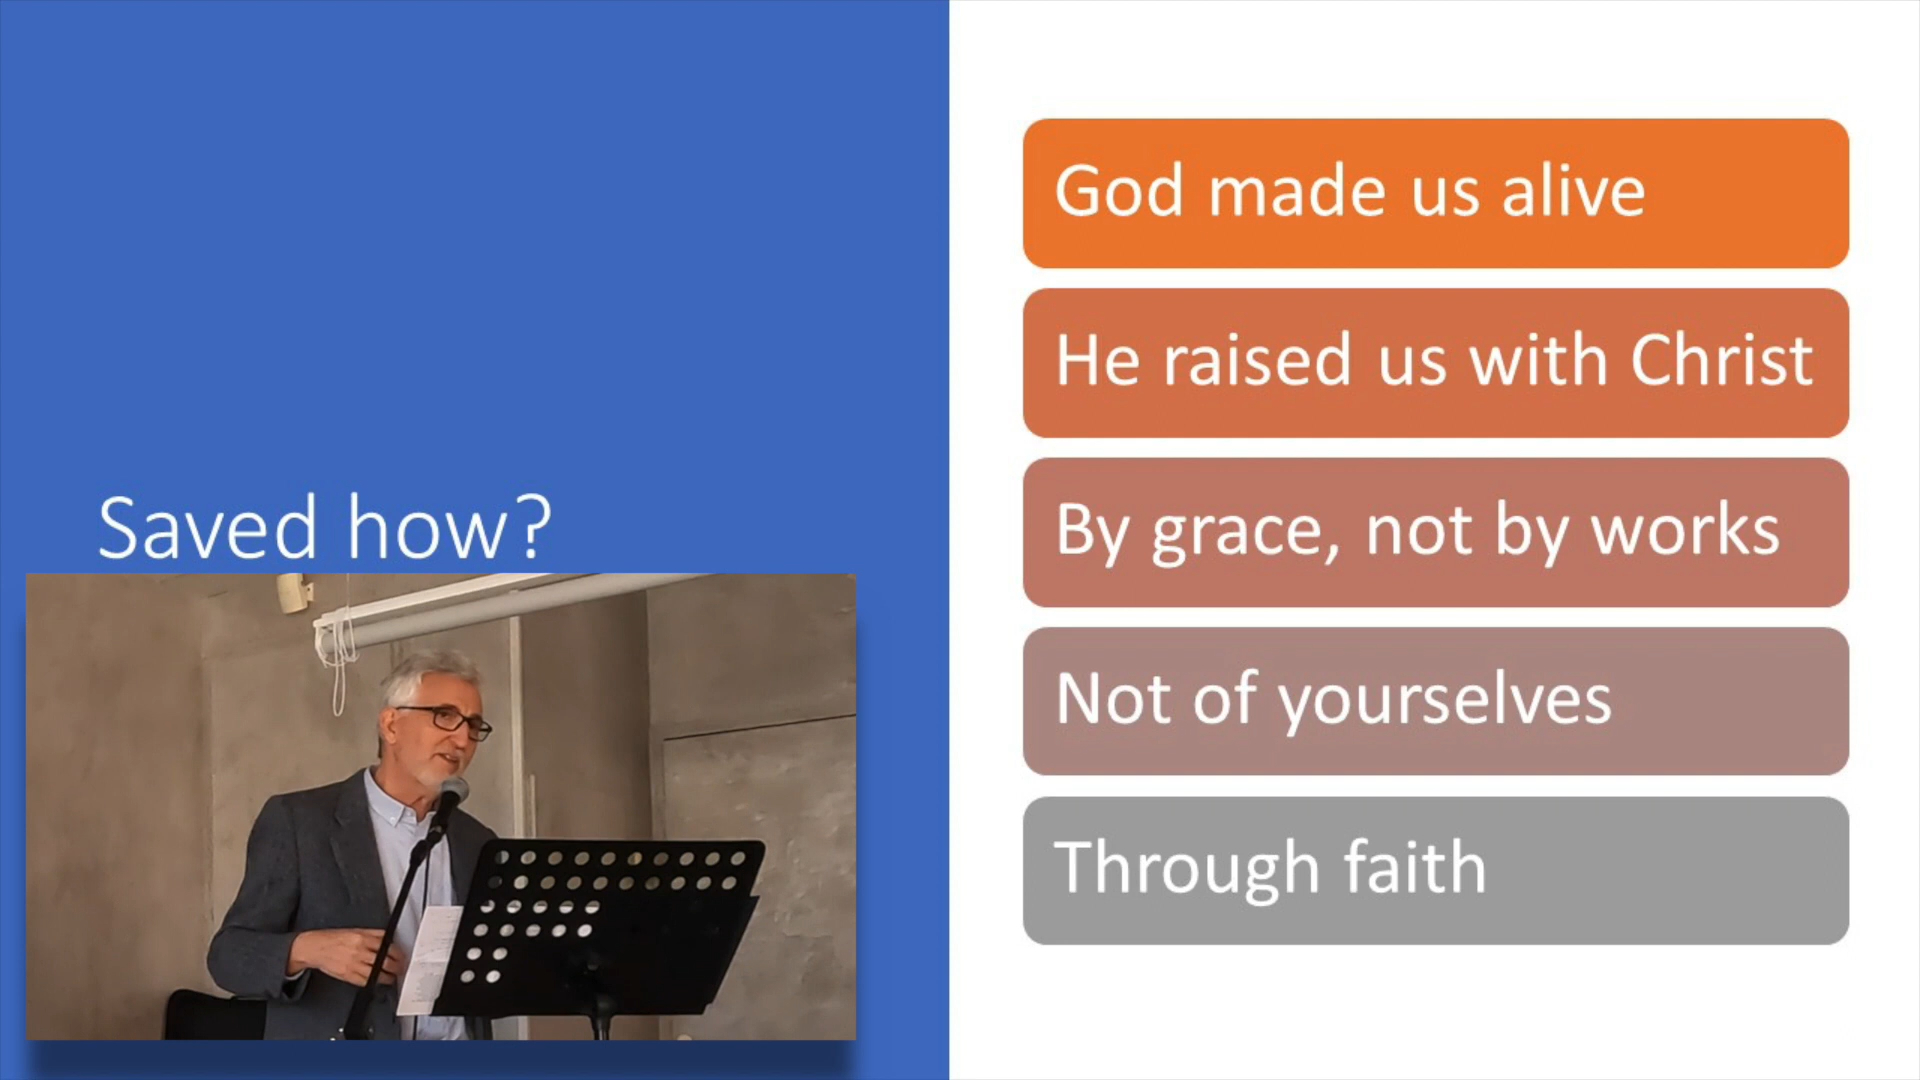 Saved how?
God made us alive
He raised us with Christ
By grace, not by works
Not of yourselves
Through faith